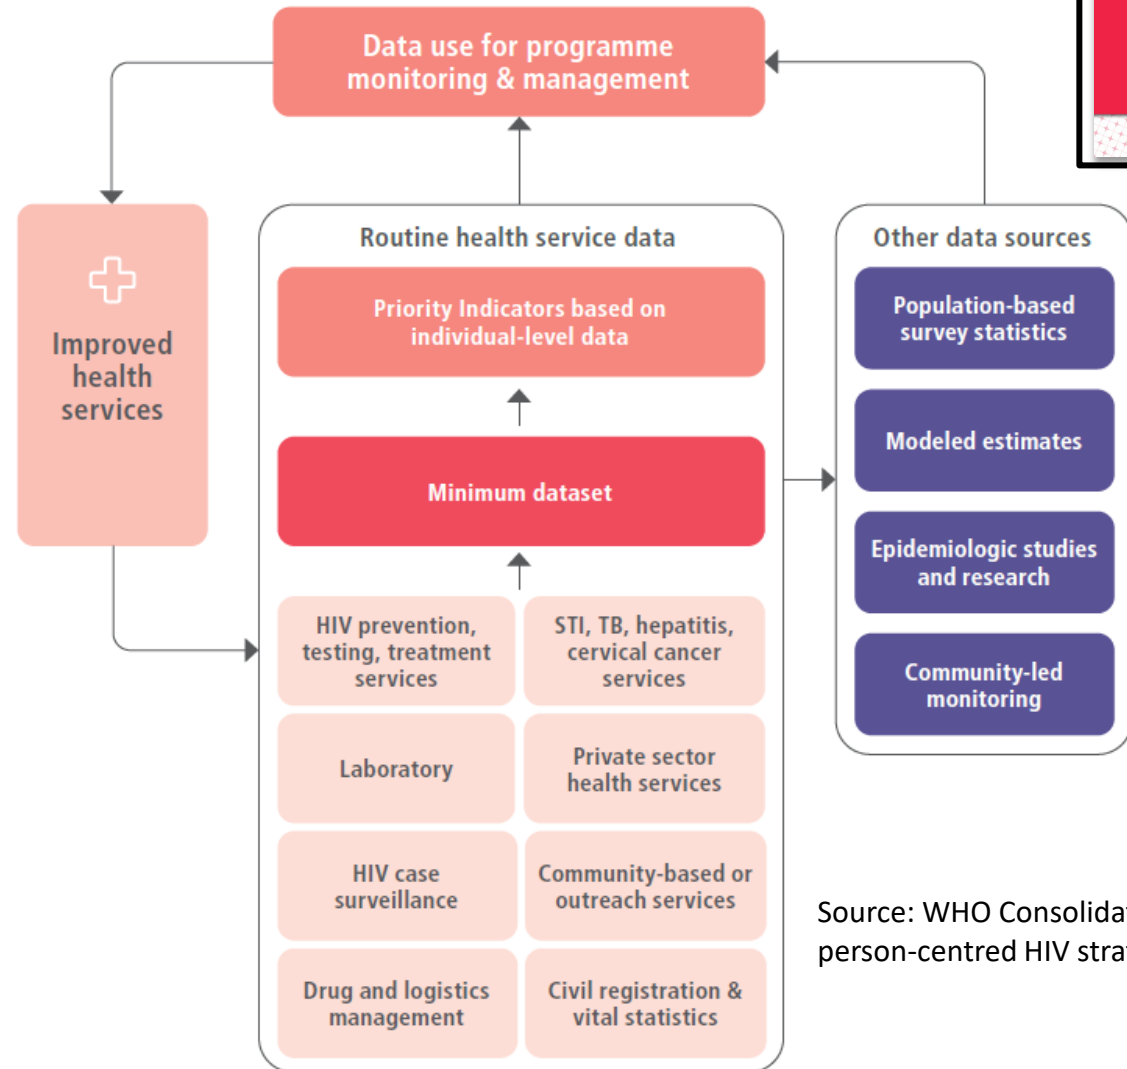 Data use for programme
monitoring & management
Improved
health
services
Routine health service data
Priority Indicators based on
individual-level data
Minimum dataset
HIV prevention,
testing, treatment
services
STI, TB, hepatitis,
cervical cancer
services
Laboratory
Private sector
health services
HIV case
surveillance
Community-based or
outreach services
Drug and logistics
management
Civil registration &
vital statistics
Other data sources
Population-based
survey statistics
Modeled estimates
Epidemiologic studies
and research
Community-led
monitoring
Source: WHO
person-centred HIV